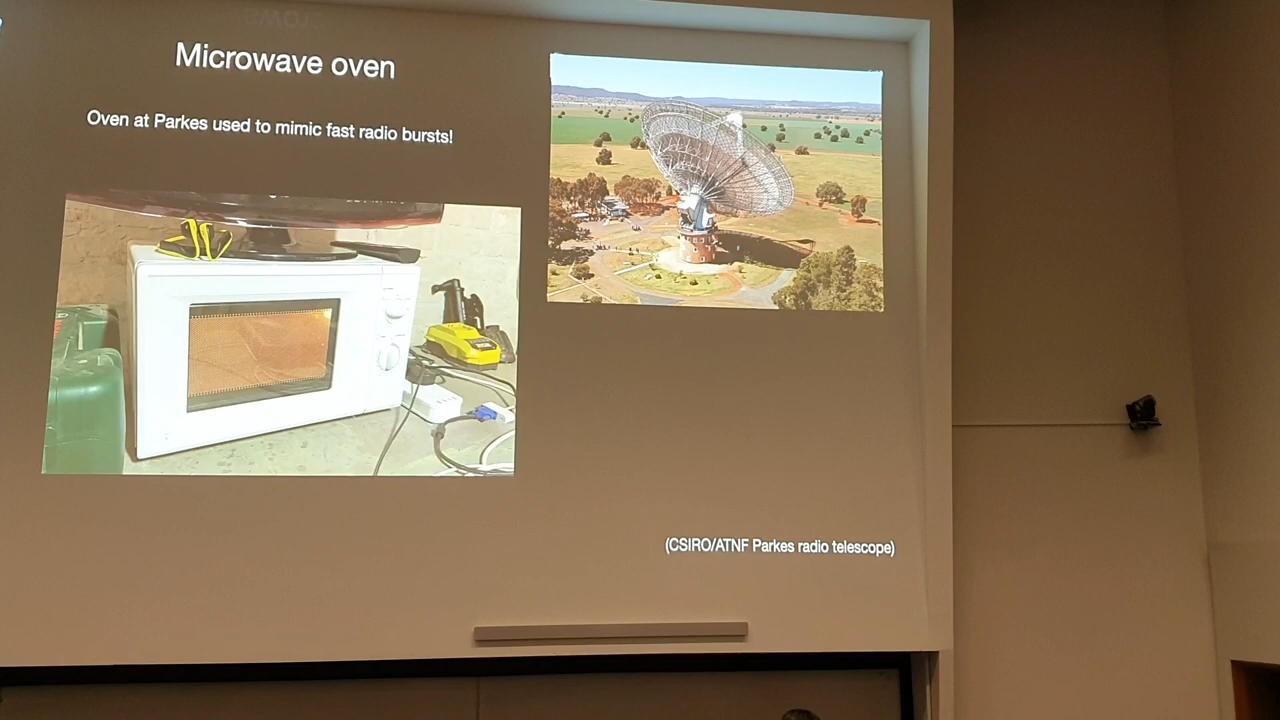 Microwave oven
Oven at Parkes used to mimic fast radio bursts!
(CSIRO/ATNF Parkes radio telescope)